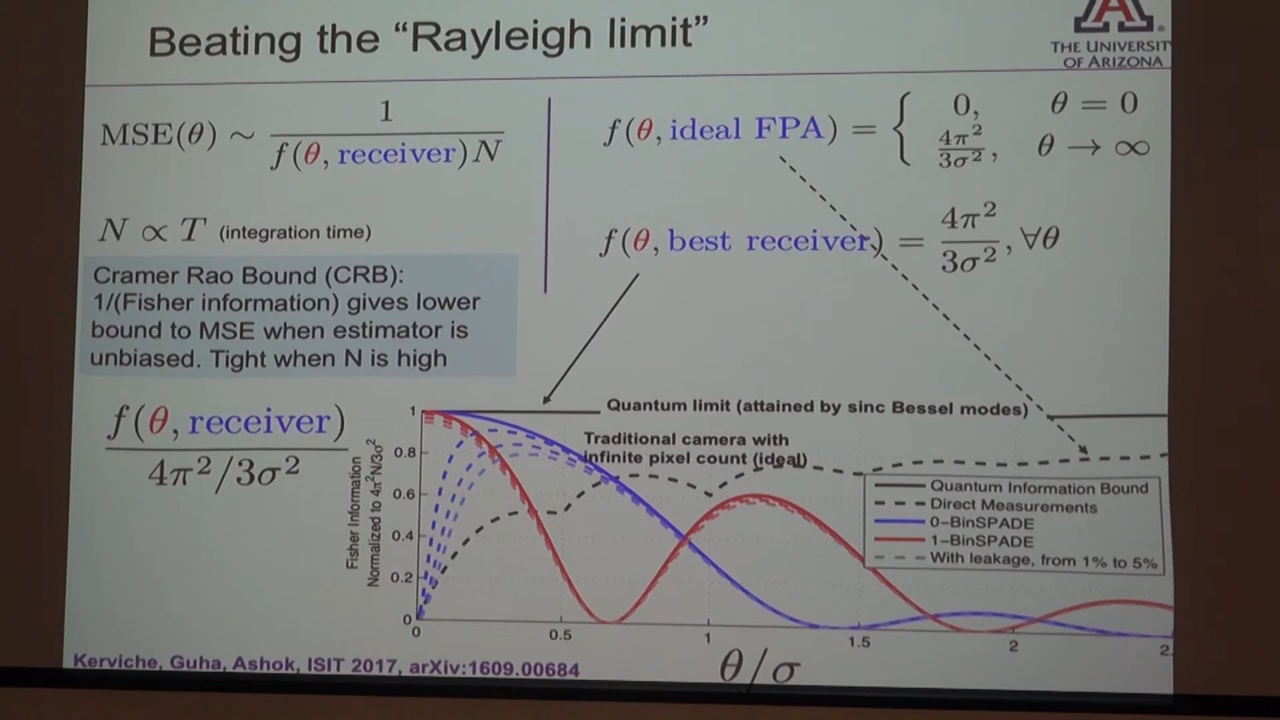 Beating the “Rayleigh limit”
A
THE UNIVERSIT
OF ARIZONA
MSE(θ) ∼ 1 / f(θ, receiver)N
N ∝ T (integration time)
Cramer Rao Bound (CRB):
1/(Fisher information) gives lower
bound to MSE when estimator is
unbiased. Tight when N is high
f(θ, ideal FPA) = { 0, θ = 0
4π²/3σ², θ → ∞
f(θ, best receiver) = 4π²/3σ², ∀θ
f(θ, receiver)
4π²/3σ²
Quantum limit (attained by sinc Bessel modes)
Traditional camera with
infinite pixel count (ideal)
Fisher Information
Normalized to 4π²N/3σ²
1
0.8
0.6
0.4
0.2
0
0 0.5 1 1.5 2 2.
θ/σ
Quantum Information Bound
Direct Measurements
0−BinSPADE
1−BinSPADE
With leakage, from 1% to 5%
Kerviche, Guha, Ashok, ISIT 2017, arXiv:1609.00684